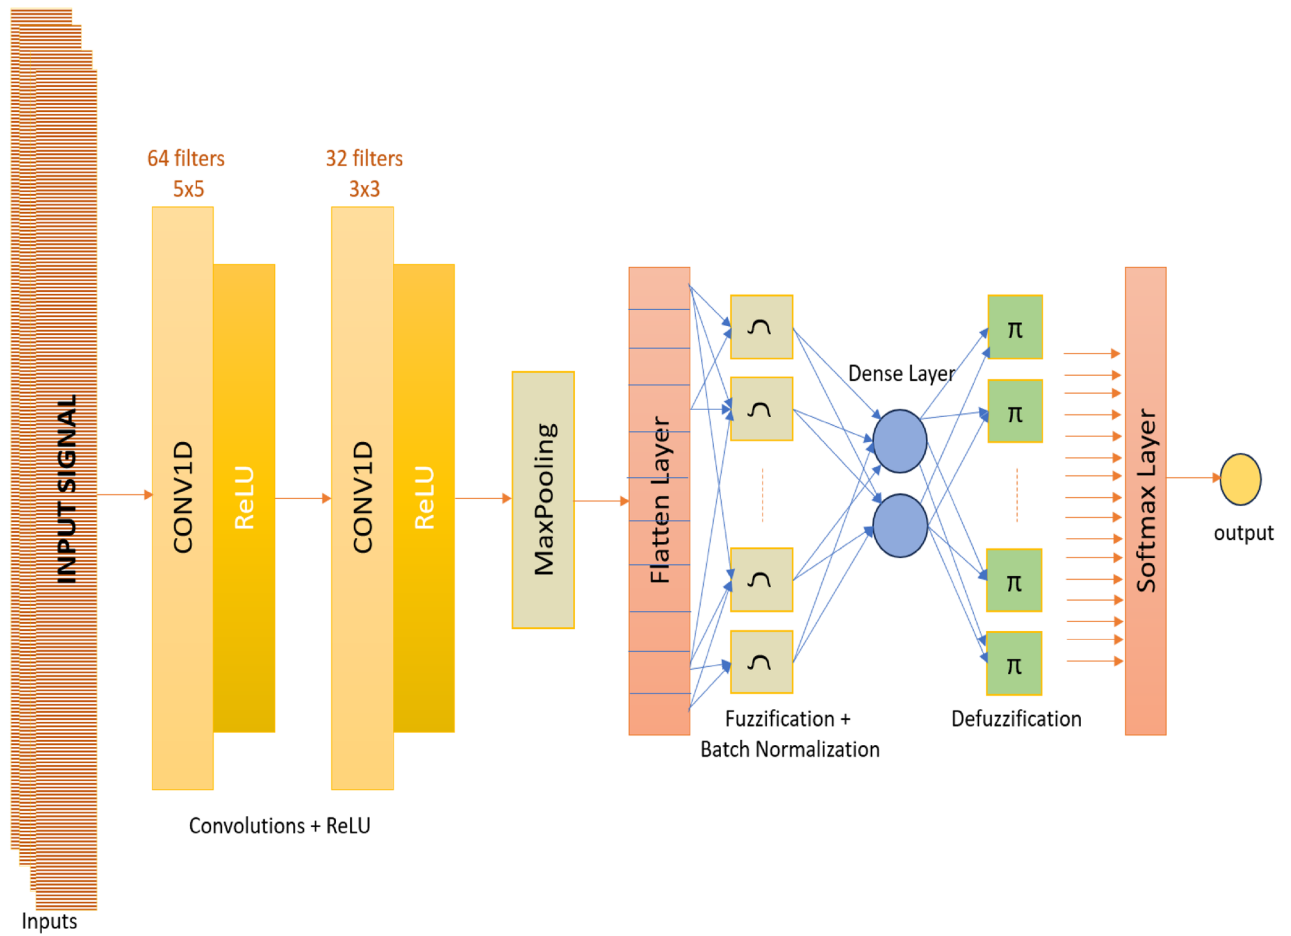 INPUT SIGNAL
Inputs
64 filters
5x5
CONV1D
ReLU
32 filters
3x3
CONV1D
ReLU
Convolutions + ReLU
MaxPooling
Flatten Layer
Fuzzification +
Batch Normalization
Dense Layer
π
π
π
π
Defuzzification
Softmax Layer
output